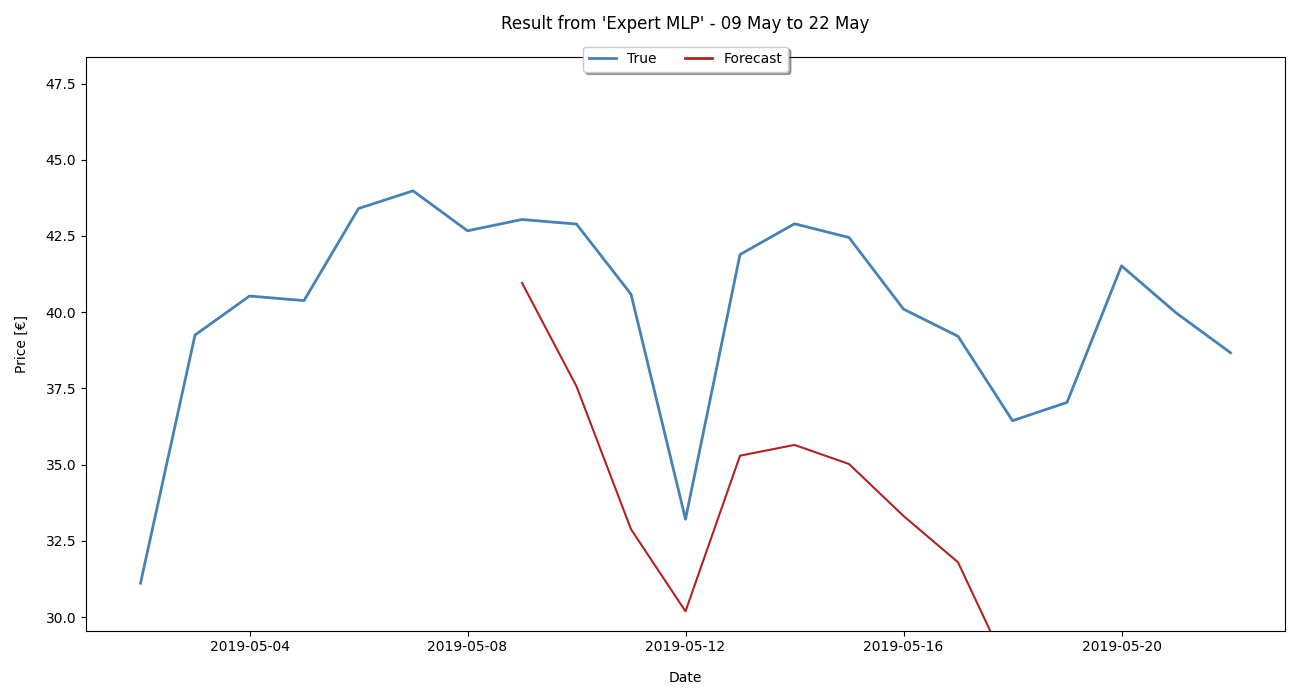 Result from 'Expert MLP' - 09 May to 22 May
True Forecast
47.5
45.0
42.5
40.0
37.5
35.0
32.5
30.0
Price [€]
2019-05-04 2019-05-08 2019-05-12 2019-05-16 2019-05-20
Date